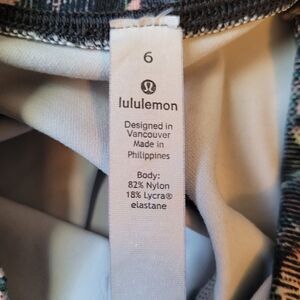 6
lululemon
Designed in
Vancouver
Made in
Philippines
Body:
82% Nylon
18% Lycra®
elastane